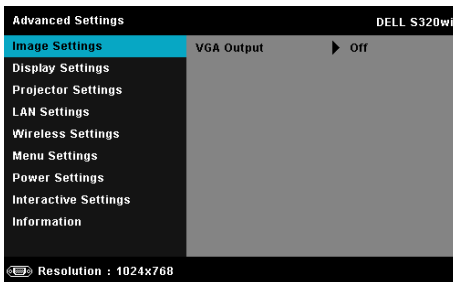 Advanced Settings DELL S320wi
Image Settings VGA Output Off
Display Settings
Projector Settings
LAN Settings
Wireless Settings
Menu Settings
Power Settings
Interactive Settings
Information
Resolution : 1024x768